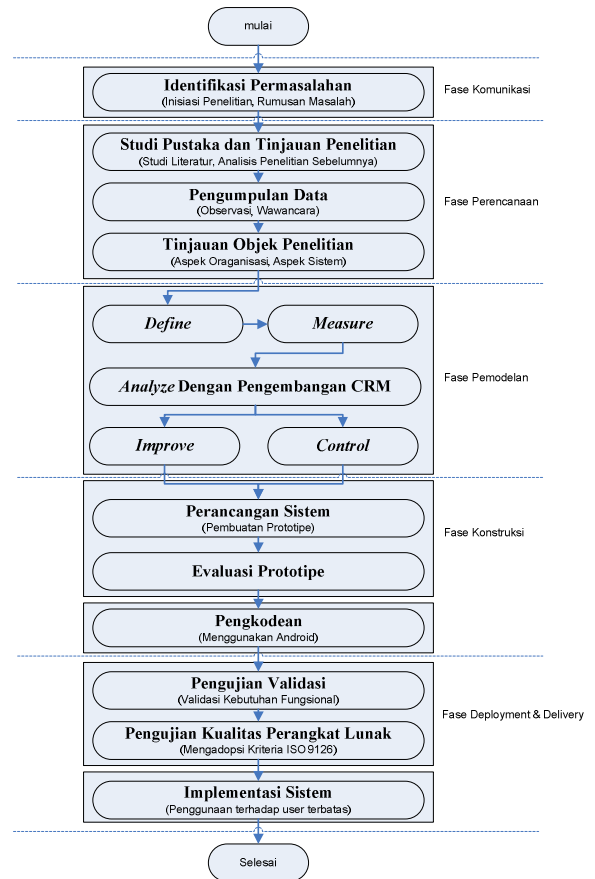 mulai
Identifikasi Permasalahan
(Inisiasi Penelitian, Rumusan Masalah)
Fase Komunikasi
Studi Pustaka dan Tinjauan Penelitian
(Studi Literatur, Analisis Penelitian Sebelumnya)
Pengumpulan Data
(Observasi, Wawancara)
Fase Perencanaan
Tinjauan Objek Penelitian
(Aspek Oraganisasi, Aspek Sistem)
Define
Measure
Analyze Dengan Pengembangan CRM
Fase Pemodelan
Improve
Control
Perancangan Sistem
(Pembuatan Prototipe)
Fase Konstruksi
Evaluasi Prototipe
Pengkodean
(Menggunakan Android)
Pengujian Validasi
(Validasi Kebutuhan Fungsional)
Fase Deployment & Delivery
Pengujian Kualitas Perangkat Lunak
(Mengadopsi Kriteria ISO 9126)
Implementasi Sistem
(Penggunaan terhadap user terbatas)
Selesai